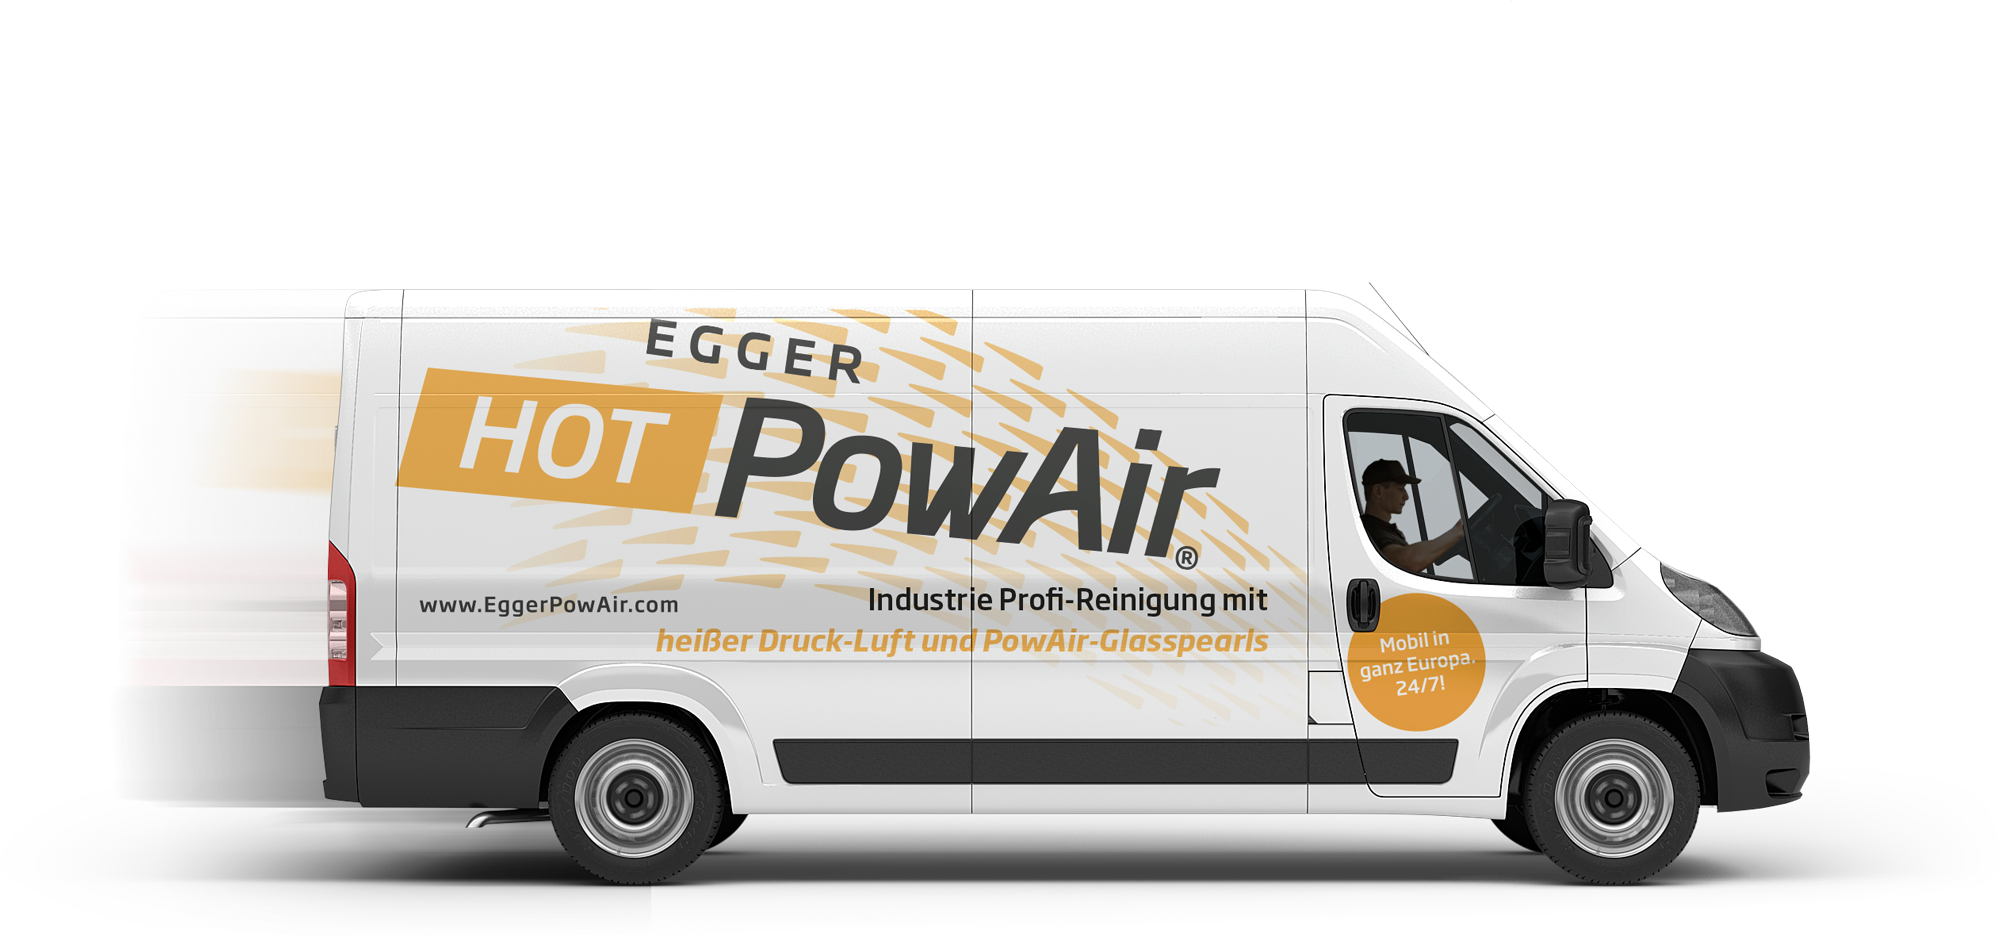 EGGER
HOT PowAir®
www.EggerPowAir.com
Industrie Profi-Reinigung mit
heißer Druck-Luft und PowAir-Glasspearls
Mobil in
ganz Europa.
24/7!